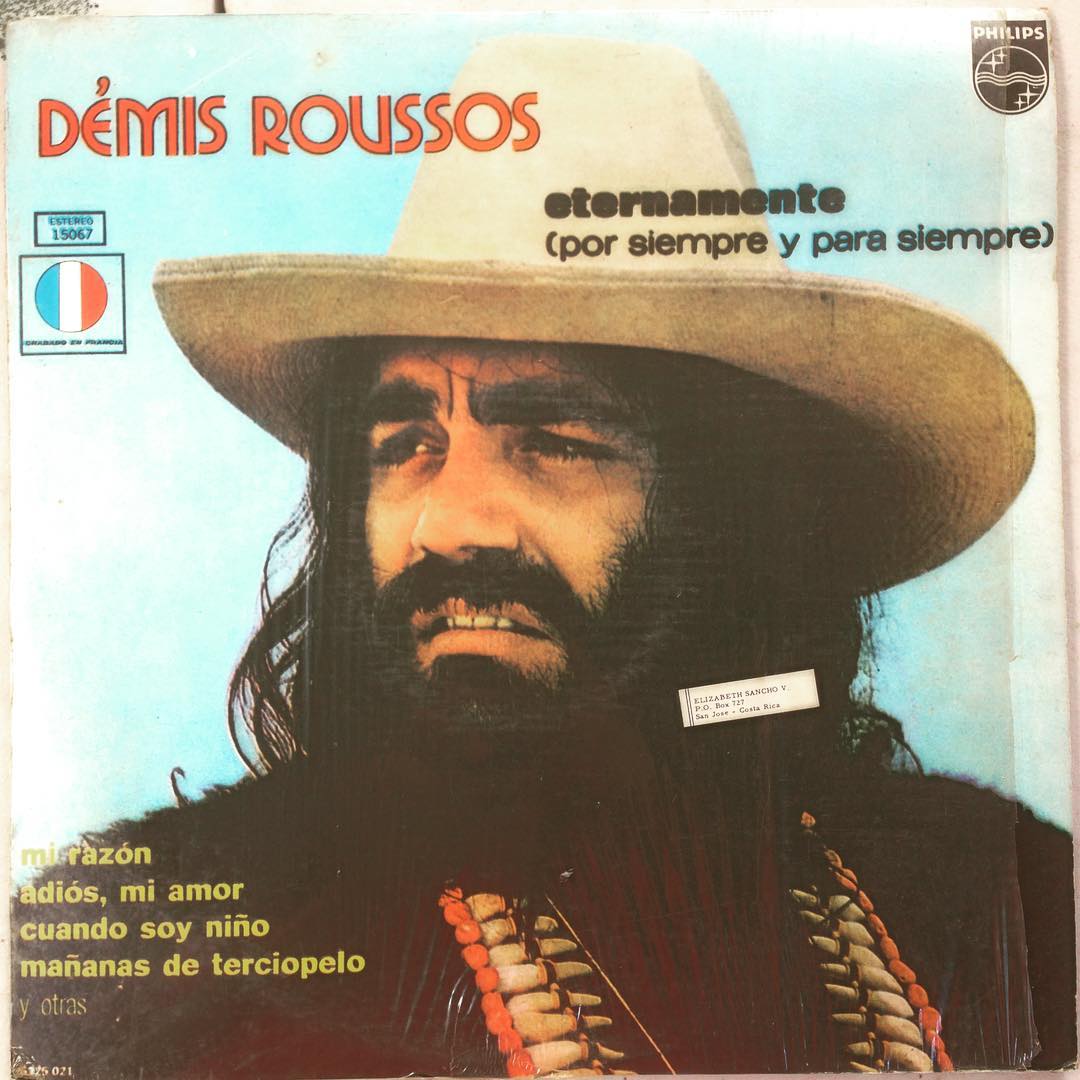 PHILIPS
DÉMIS ROUSSOS
eternamente
(por siempre y para siempre)
ESTEREO
15067
GRABADO EN FRANCIA
ELIZABETH SANCHO V.
P.O. Box 727
San Jose - Costa Rica
mi razón
adiós, mi amor
cuando soy niño
mañanas de terciopelo
y otras
021